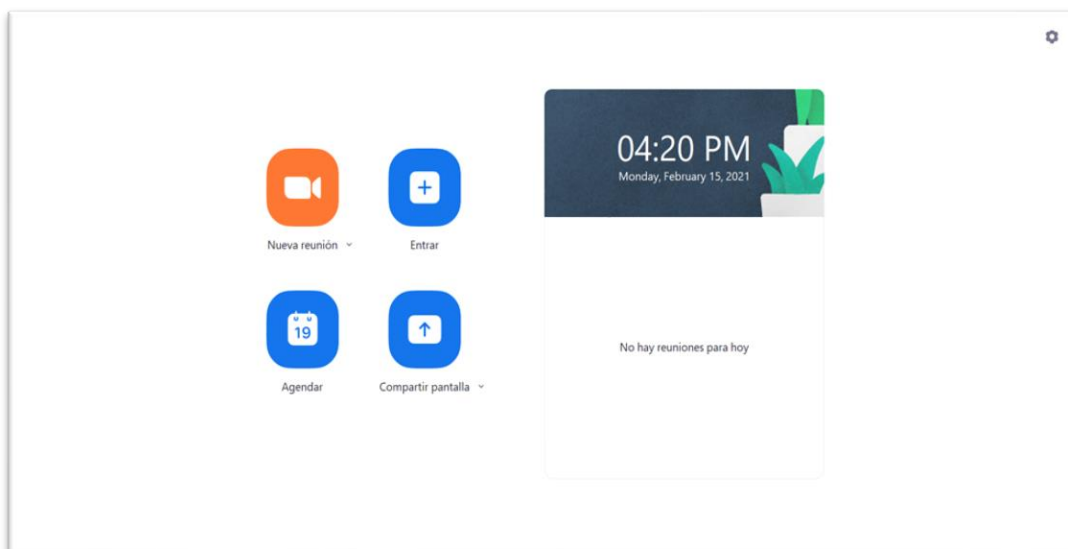 04:20 PM
Monday, February 15, 2021
Nueva reunión
Entrar
19
Agendar
Compartir pantalla
No hay reuniones para hoy